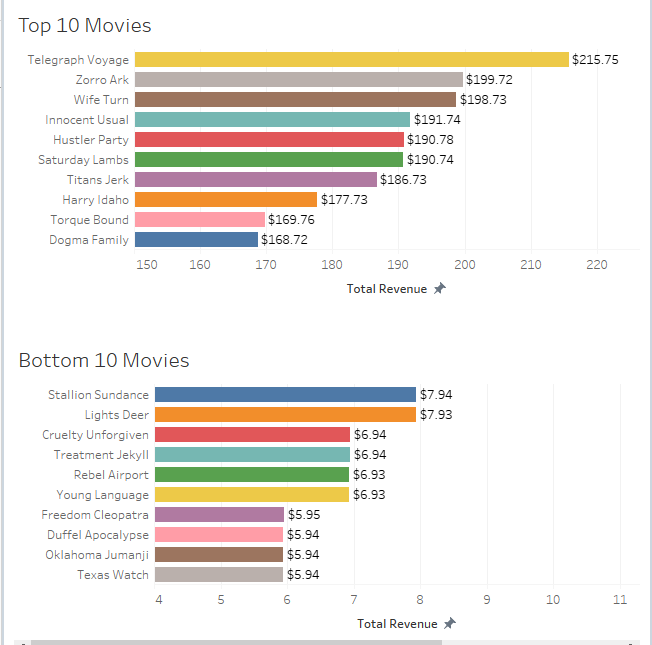 Top 10 Movies
Telegraph Voyage $215.75
Zorro Ark $199.72
Wife Turn $198.73
Innocent Usual $191.74
Hustler Party $190.78
Saturday Lambs $190.74
Titans Jerk $186.73
Harry Idaho $177.73
Torque Bound $169.76
Dogma Family $168.72
150 160 170 180 190 200 210 220
Total Revenue
Bottom 10 Movies
Stallion Sundance $7.94
Lights Deer $7.93
Cruelty Unforgiven $6.94
Treatment Jekyll $6.94
Rebel Airport $6.93
Young Language $6.93
Freedom Cleopatra $5.95
Duffel Apocalypse $5.94
Oklahoma Jumanji $5.94
Texas Watch $5.94
4 5 6 7 8 9 10 11
Total Revenue